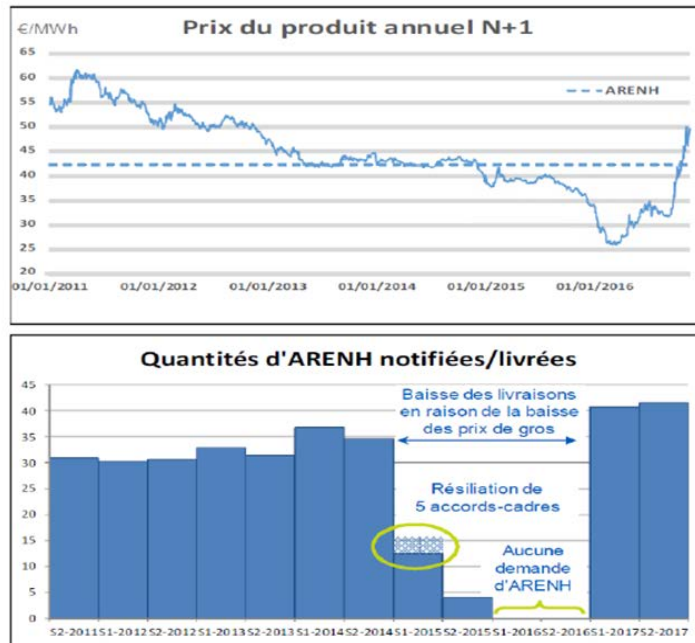 €/MWh
Prix du produit annuel N+1
65
60
55
50
45
40
35
30
25
20
ARENH
01/01/2011 01/01/2012 01/01/2013 01/01/2014 01/01/2015 01/01/2016
Quantités d'ARENH notifiées/livrées
45
40
35
30
25
20
15
10
5
0
Baisse des livraisons
en raison de la baisse
des prix de gros
Résiliation de
5 accords-cadres
Aucune
demande
d'ARENH
S2-2011 S1-2012 S2-2012 S1-2013 S2-2013 S1-2014 S2-2014 S1-2015 S2-2015 S1-2016 S2-2016 S1-2017 S2-2017